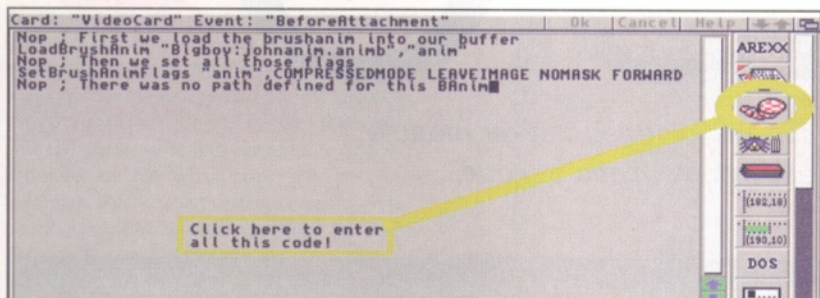 Card: "VideoCard" Event: "BeforeAttachment" Ok Cancel Help
Nop ; First we load the brushanim into our buffer
LoadBrushAnim "Bigboy:johnanim.animb","anim"
Nop ; Then we set all those flags
SetBrushAnimFlags "anim",COMPRESSEDMODE LEAVEIMAGE NOMASK FORWARD
Nop ; There was no path defined for this BAnim
AREXX
(182,18)
Click here to enter
all this code!
(190,10)
DOS